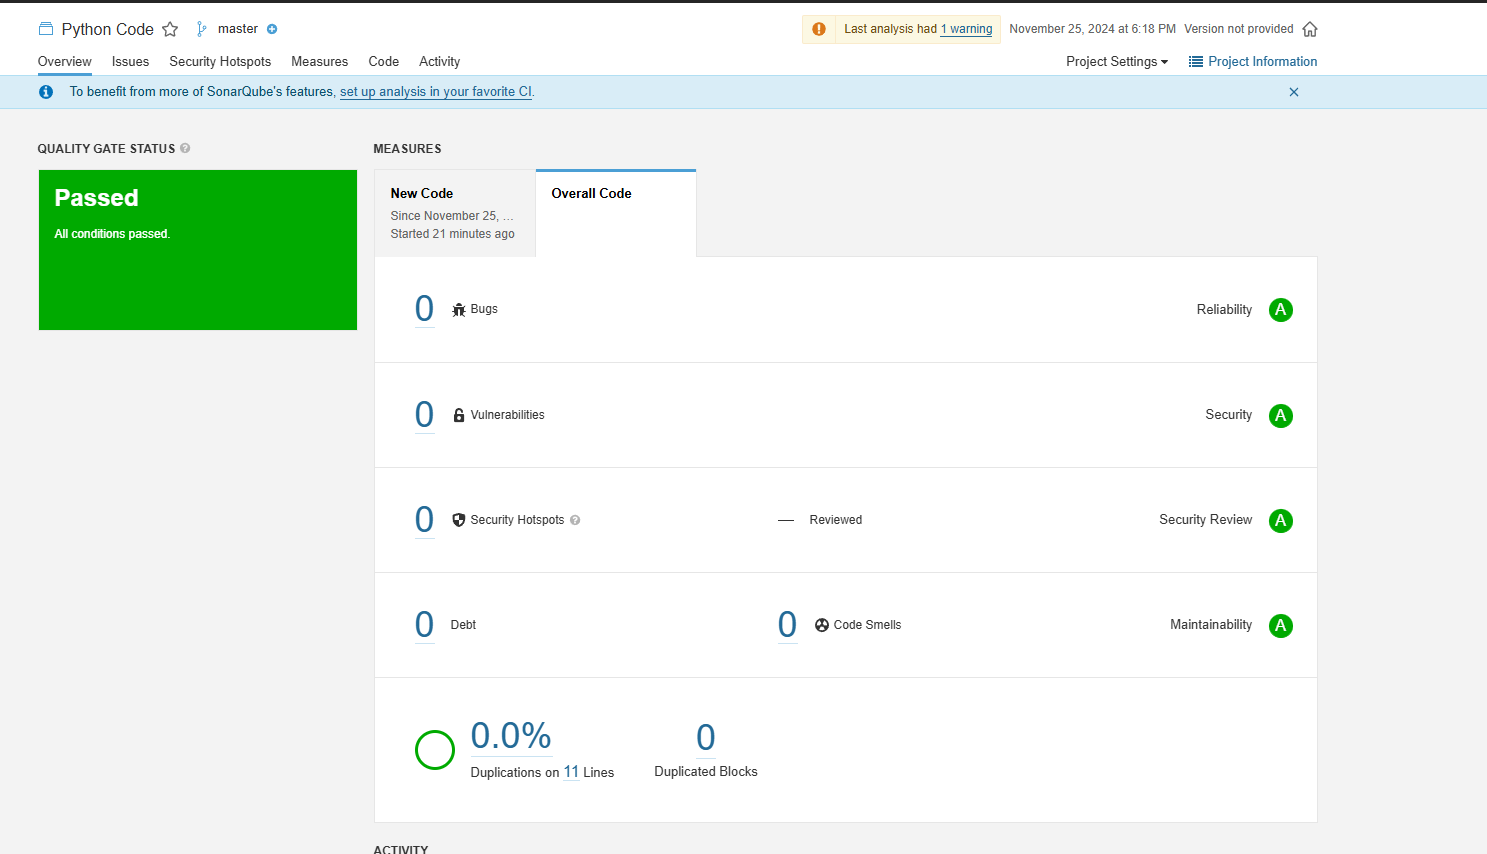 Python Code master Last analysis had 1 warning November 25, 2024 at 6:18 PM Version not provided
Overview Issues Security Hotspots Measures Code Activity Project Settings Project Information
To benefit from more of SonarQube's features, set up analysis in your favorite CI.
QUALITY GATE STATUS
Passed
All conditions passed.
MEASURES
New Code
Since November 25, ...
Started 21 minutes ago
Overall Code
0 Bugs Reliability A
0 Vulnerabilities Security A
0 Security Hotspots — Reviewed Security Review A
0 Debt 0 Code Smells Maintainability A
0.0%
Duplications on 11 Lines
0
Duplicated Blocks
ACTIVITY